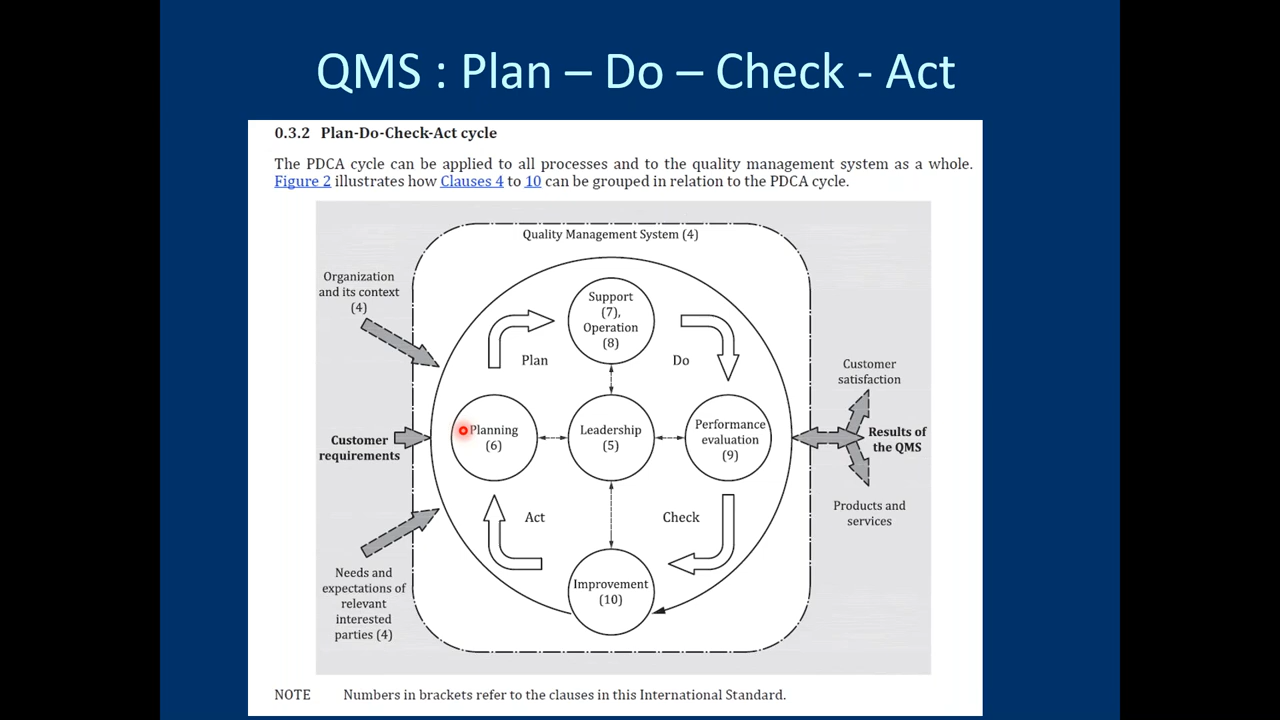 QMS : Plan – Do – Check - Act
0.3.2 Plan-Do-Check-Act cycle
The PDCA cycle can be applied to all processes and to the quality management system as a whole.
Figure 2 illustrates how Clauses 4 to 10 can be grouped in relation to the PDCA cycle.
Quality Management System (4)
Organization
and its context
(4)
Support
(7),
Operation
(8)
Plan
Do
Customer
satisfaction
Customer
requirements
Planning
(6)
Leadership
(5)
Performance
evaluation
(9)
Results of
the QMS
Act
Check
Products and
services
Needs and
expectations of
relevant
interested
parties (4)
Improvement
(10)
NOTE Numbers in brackets refer to the clauses in this International Standard.